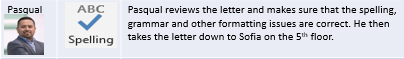 Pasqual
ABC
Spelling
Pasqual reviews the letter and makes sure that the spelling,
grammar and other formatting issues are correct. He then
takes the letter down to Sofia on the 5th floor.